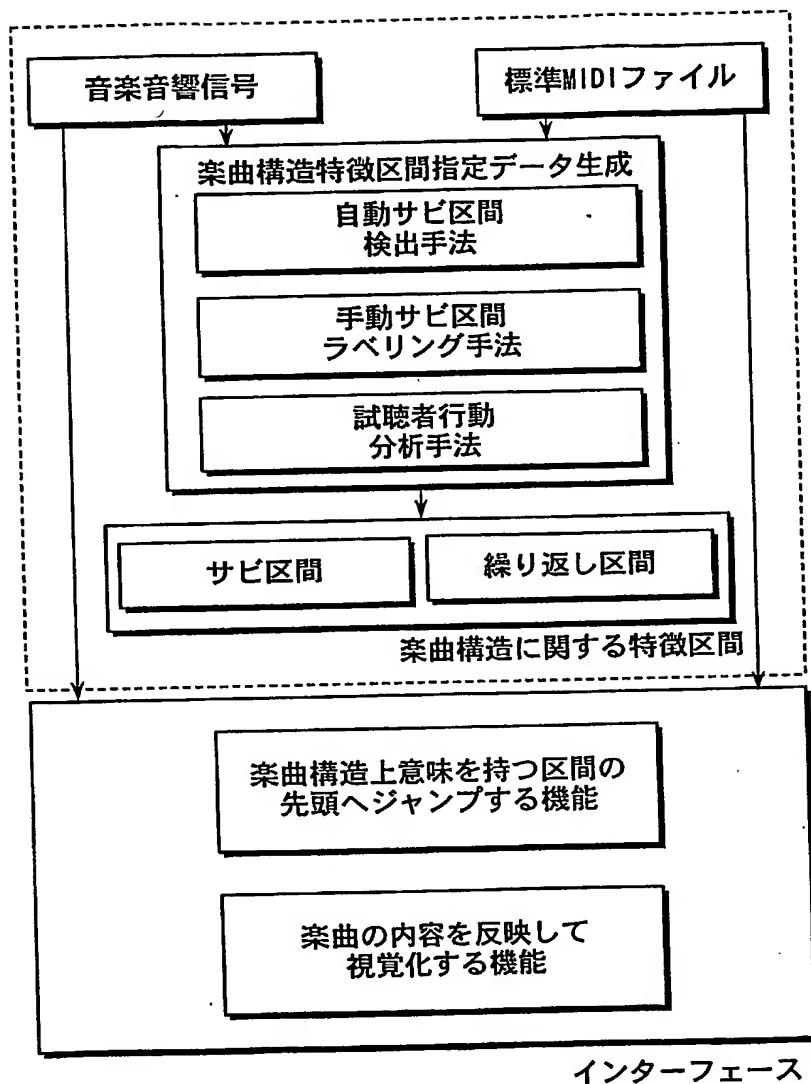 音楽音響信号
標準MIDIファイル
楽曲構造特徴区間指定データ生成
自動サビ区間
検出手法
手動サビ区間
ラベリング手法
試聴者行動
分析手法
サビ区間
繰り返し区間
楽曲構造に関する特徴区間
楽曲構造上意味を持つ区間の
先頭へジャンプする機能
楽曲の内容を反映して
視覚化する機能
インターフェース